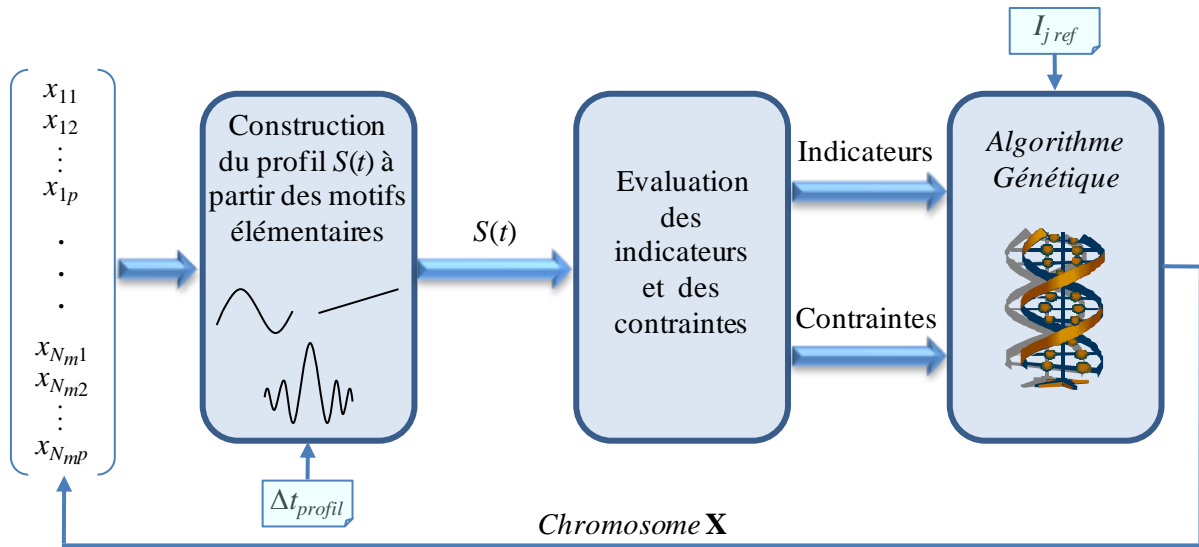 x11
x12
⋮
x1p
.
.
.
xNm1
xNm2
⋮
xNmp
Construction
du profil S(t) à
partir des motifs
élémentaires
Δtprofil
S(t)
Evaluation
des
indicateurs
et des
contraintes
Indicateurs
Contraintes
Ij ref
Algorithme
Génétique
Chromosome X